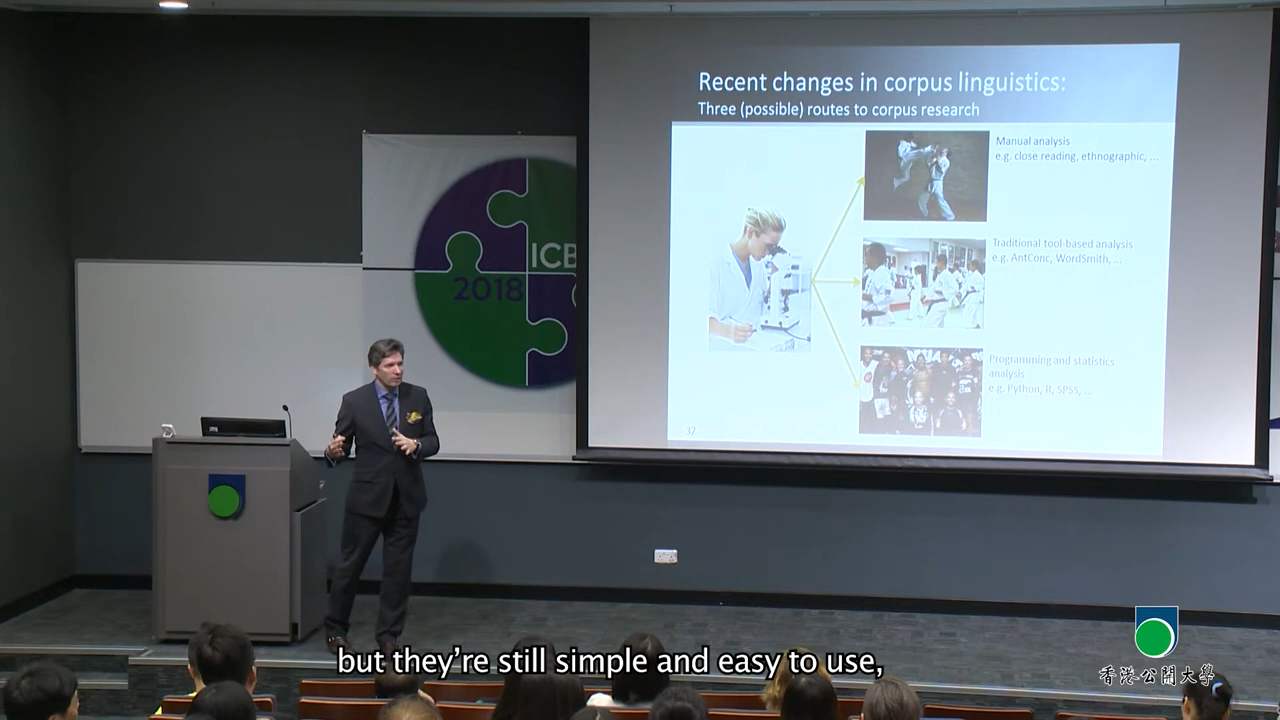 Recent changes in corpus linguistics:
Three (possible) routes to corpus research
Manual analysis
e.g. close reading, ethnographic, ...
Traditional tool-based analysis
e.g. AntConc, WordSmith, ...
Programming and statistics
analysis
e.g. Python, R, SPSS, ...
37
ICB
2018
but they're still simple and easy to use,
香港公開大學